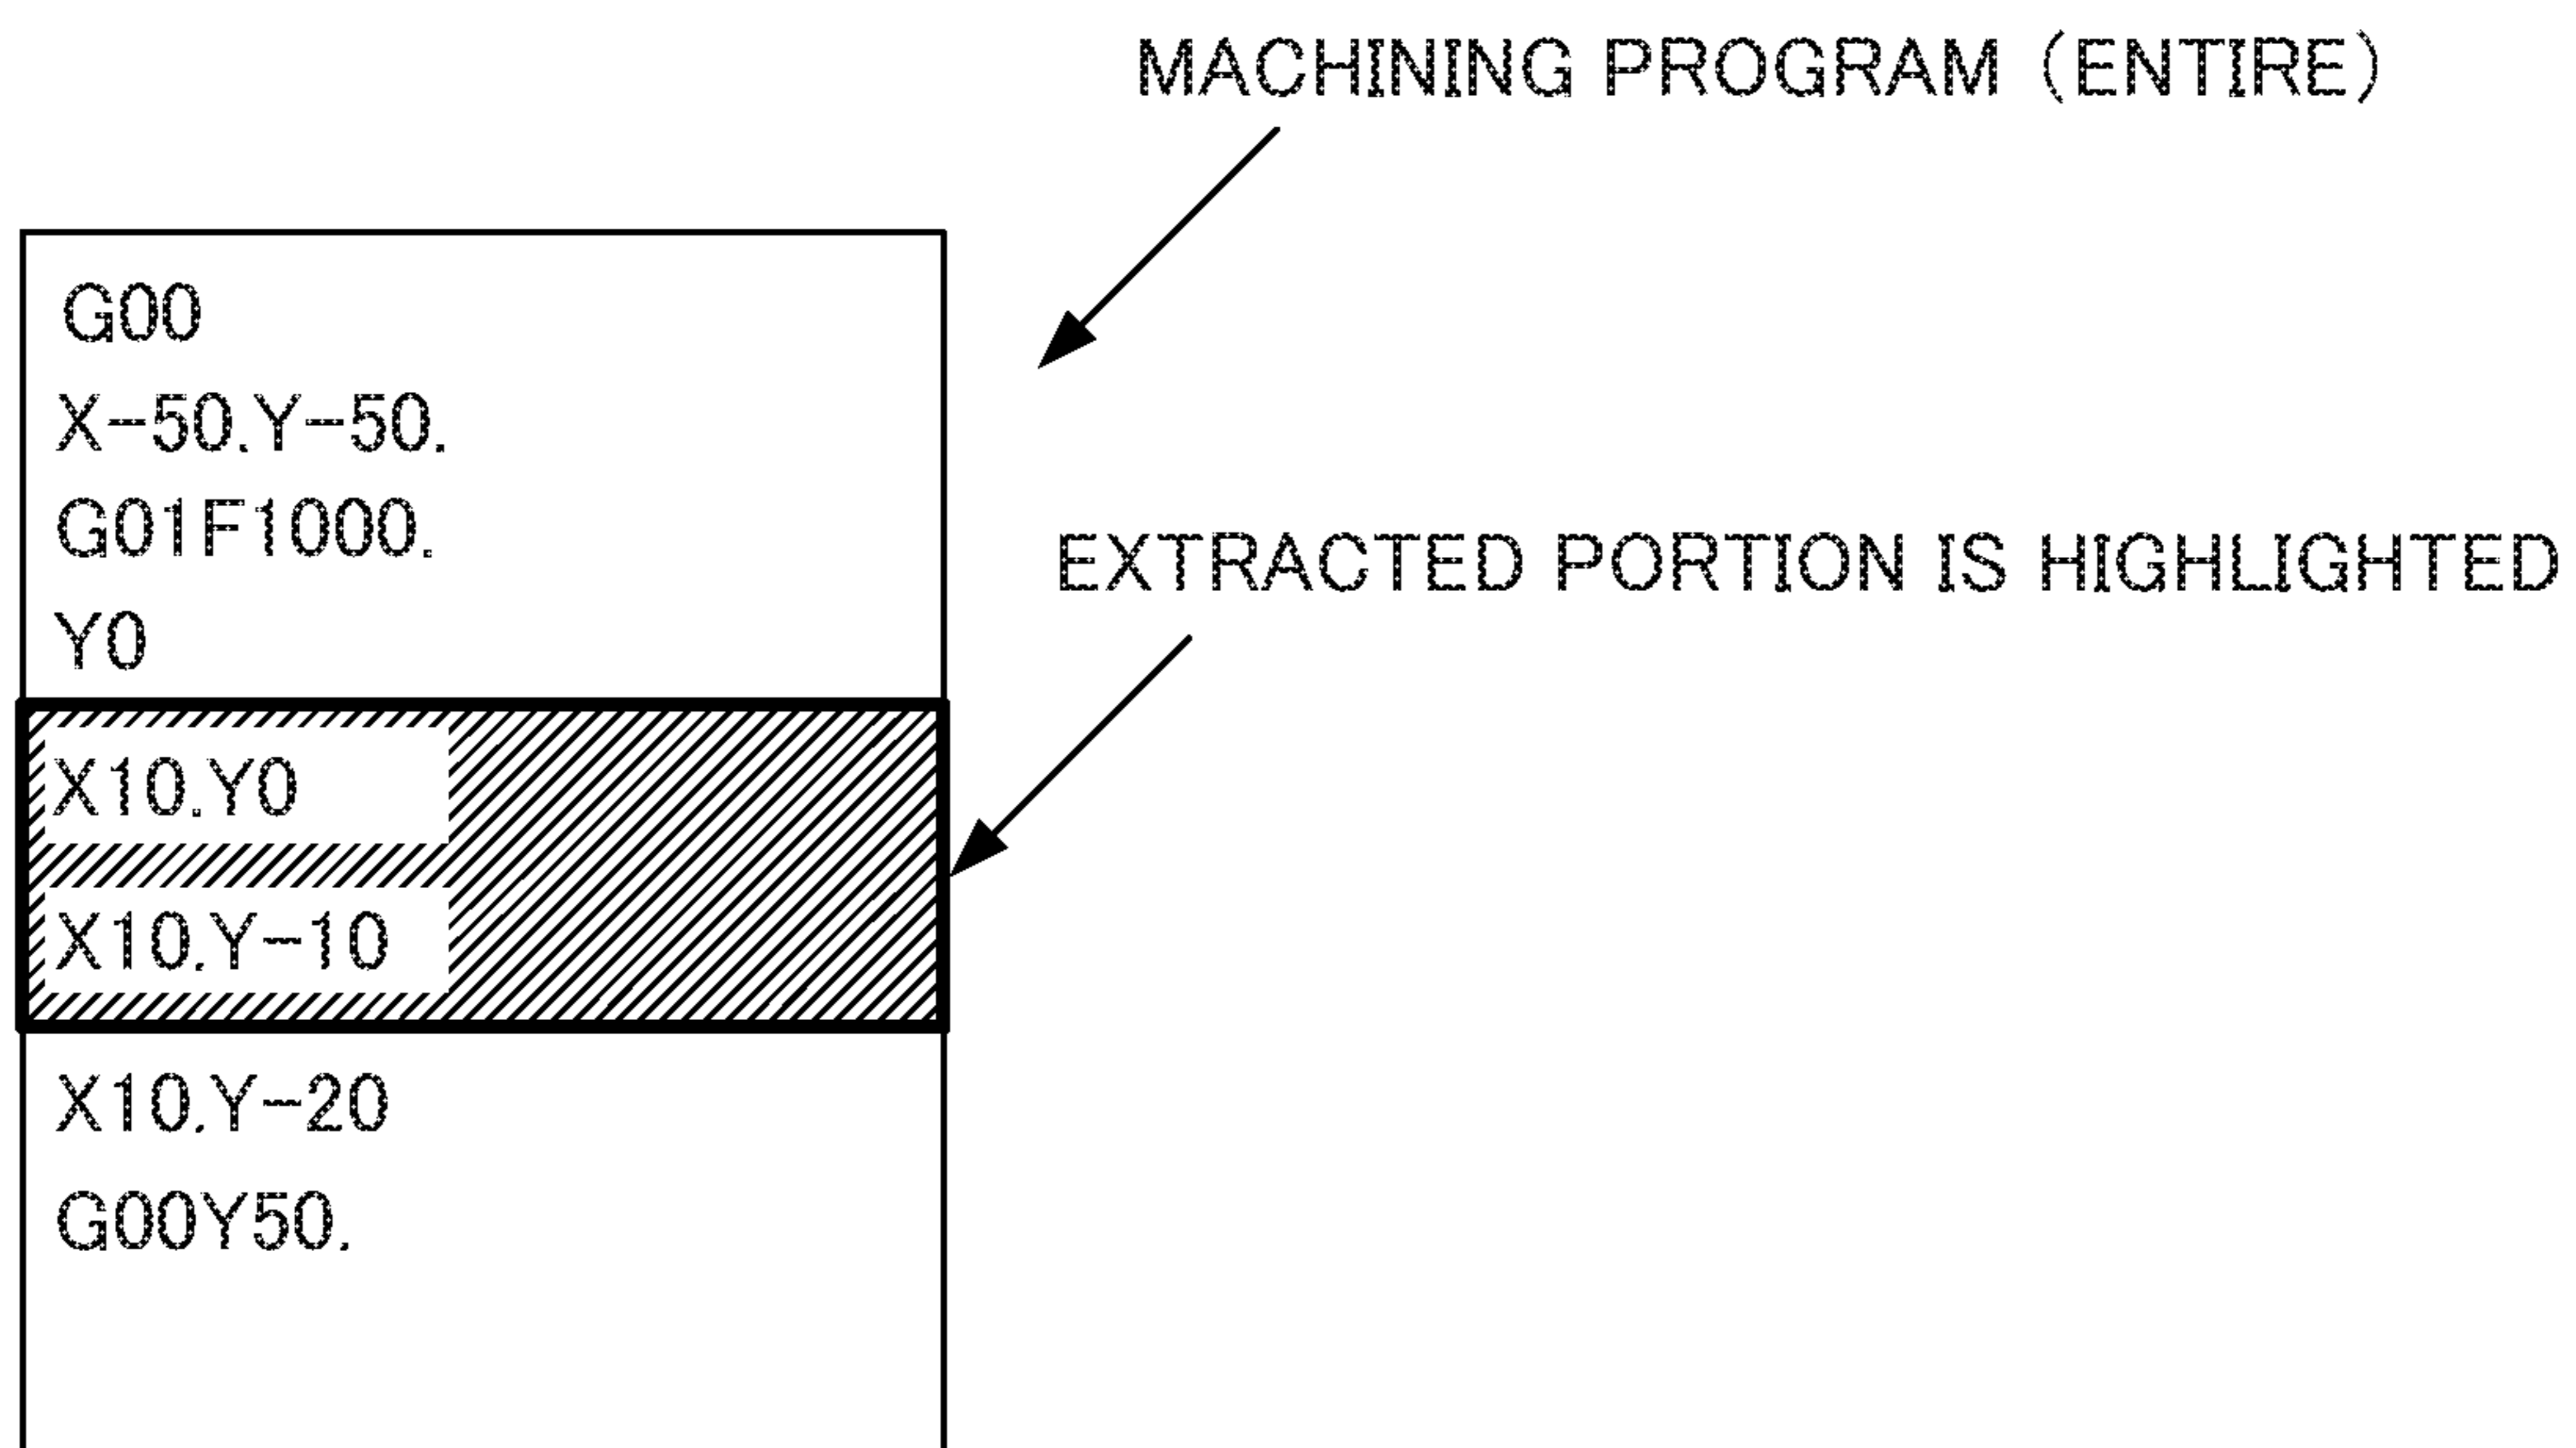 MACHINING PROGRAM (ENTIRE)
G00
X-50.Y-50.
G01F1000.
EXTRACTED PORTION IS HIGHLIGHTED
Y0
X10.Y0
X10.Y-10
X10.Y-20
G00Y50.